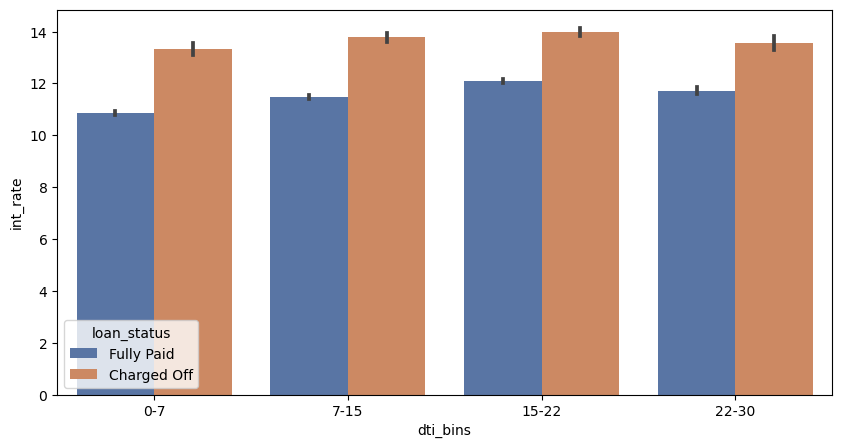 14
12
10
8
6
4
2
0
int_rate
loan_status
Fully Paid
Charged Off
0-7
7-15
15-22
22-30
dti_bins